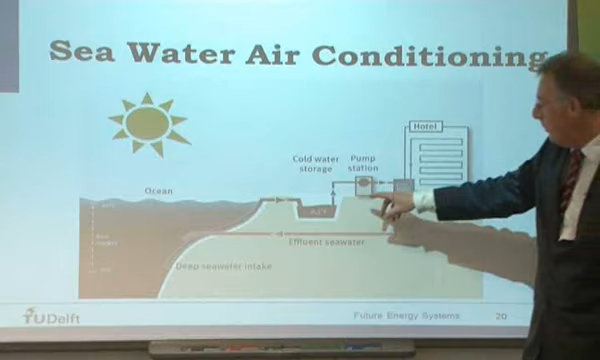 Sea Water Air Conditioning
Hotel
Cold water
storage
Pump
station
Ocean
Effluent seawater
Deep seawater intake
TUDelft
Future Energy Systems
20